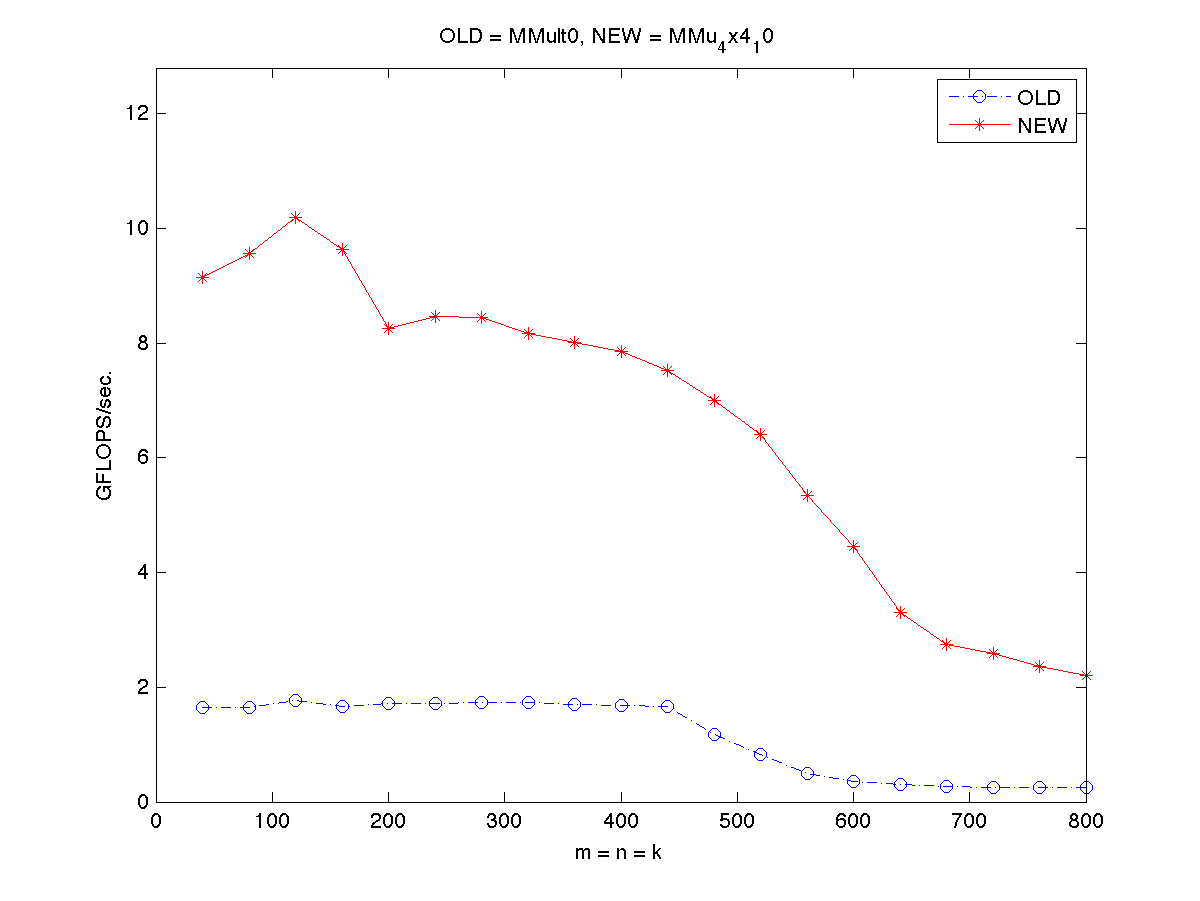 OLD = MMult0, NEW = MMu₄x4₁0
OLD
NEW
12
10
8
6
4
2
0
GFLOPS/sec.
0 100 200 300 400 500 600 700 800
m = n = k